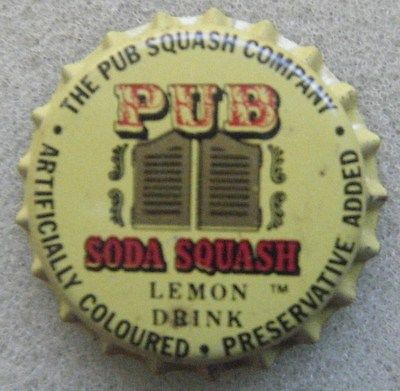 • THE PUB SQUASH COMPANY •
PUB
SODA SQUASH
LEMON ™
DRINK
ARTIFICIALLY COLOURED • PRESERVATIVE ADDED